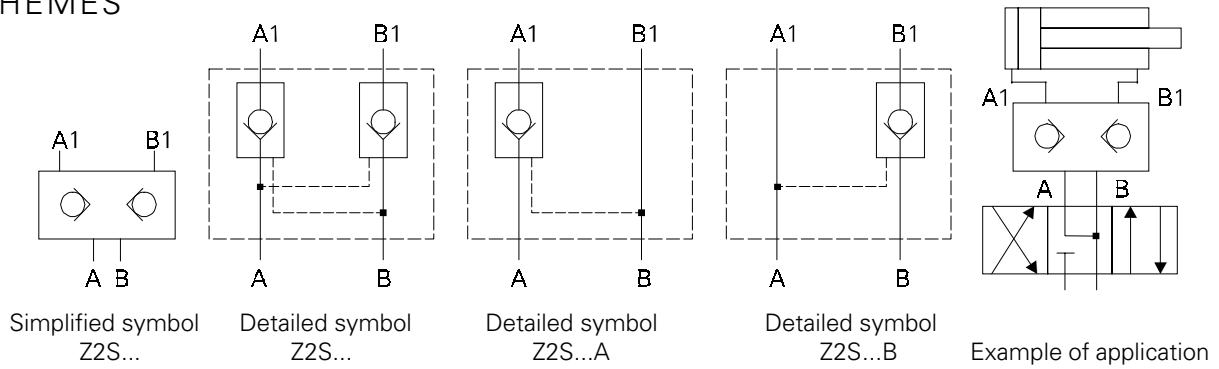 HEMES
A1 B1
A B
Simplified symbol
Z2S...
A1 B1
A B
Detailed symbol
Z2S...
A1 B1
A B
Detailed symbol
Z2S...A
A1 B1
A B
Detailed symbol
Z2S...B
A1 B1
A B
Example of application